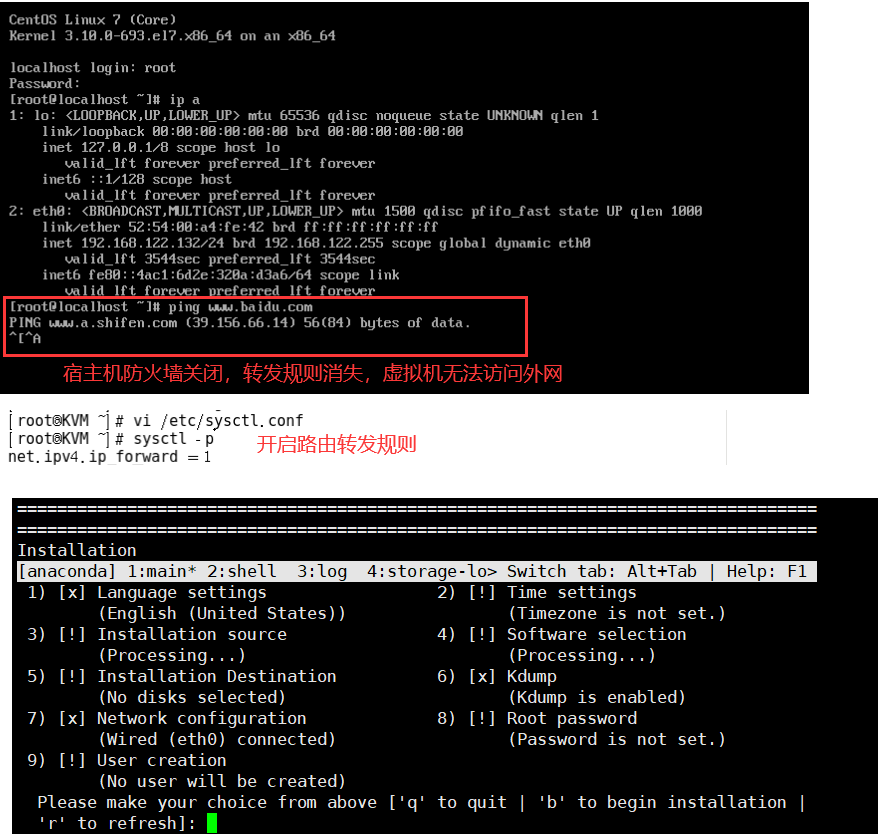 CentOS Linux 7 (Core)
Kernel 3.10.0-693.el7.x86_64 on an x86_64
localhost login: root
Password:
[root@localhost ~]# ip a
1: lo: <LOOPBACK,UP,LOWER_UP> mtu 65536 qdisc noqueue state UNKNOWN qlen 1
    link/loopback 00:00:00:00:00:00 brd 00:00:00:00:00:00
    inet 127.0.0.1/8 scope host lo
       valid_lft forever preferred_lft forever
    inet6 ::1/128 scope host
       valid_lft forever preferred_lft forever
2: eth0: <BROADCAST,MULTICAST,UP,LOWER_UP> mtu 1500 qdisc pfifo_fast state UP qlen 1000
    link/ether 52:54:00:a4:fe:42 brd ff:ff:ff:ff:ff:ff
    inet 192.168.122.132/24 brd 192.168.122.255 scope global dynamic eth0
       valid_lft 3544sec preferred_lft 3544sec
    inet6 fe80::4ac1:6d2e:320a:d3a6/64 scope link
       valid_lft forever preferred_lft forever
[root@localhost ~]# ping www.baidu.com
PING www.a.shifen.com (39.156.66.14) 56(84) bytes of data.
^[^A
宿主机防火墙关闭，转发规则消失，虚拟机无法访问外网
[root@KVM ~]# vi /etc/sysctl.conf
[root@KVM ~]# sysctl -p
开启路由转发规则
net.ipv4.ip_forward = 1
================================================================================
================================================================================
Installation
[anaconda] 1:main* 2:shell  3:log  4:storage-lo> Switch tab: Alt+Tab | Help: F1
1) [x] Language settings                 2) [!] Time settings
       (English (United States))                (Timezone is not set.)
3) [!] Installation source               4) [!] Software selection
       (Processing...)                          (Processing...)
5) [!] Installation Destination          6) [x] Kdump
       (No disks selected)                      (Kdump is enabled)
7) [x] Network configuration             8) [!] Root password
       (Wired (eth0) connected)                 (Password is not set.)
9) [!] User creation
       (No user will be created)
  Please make your choice from above ['q' to quit | 'b' to begin installation |
  'r' to refresh]: